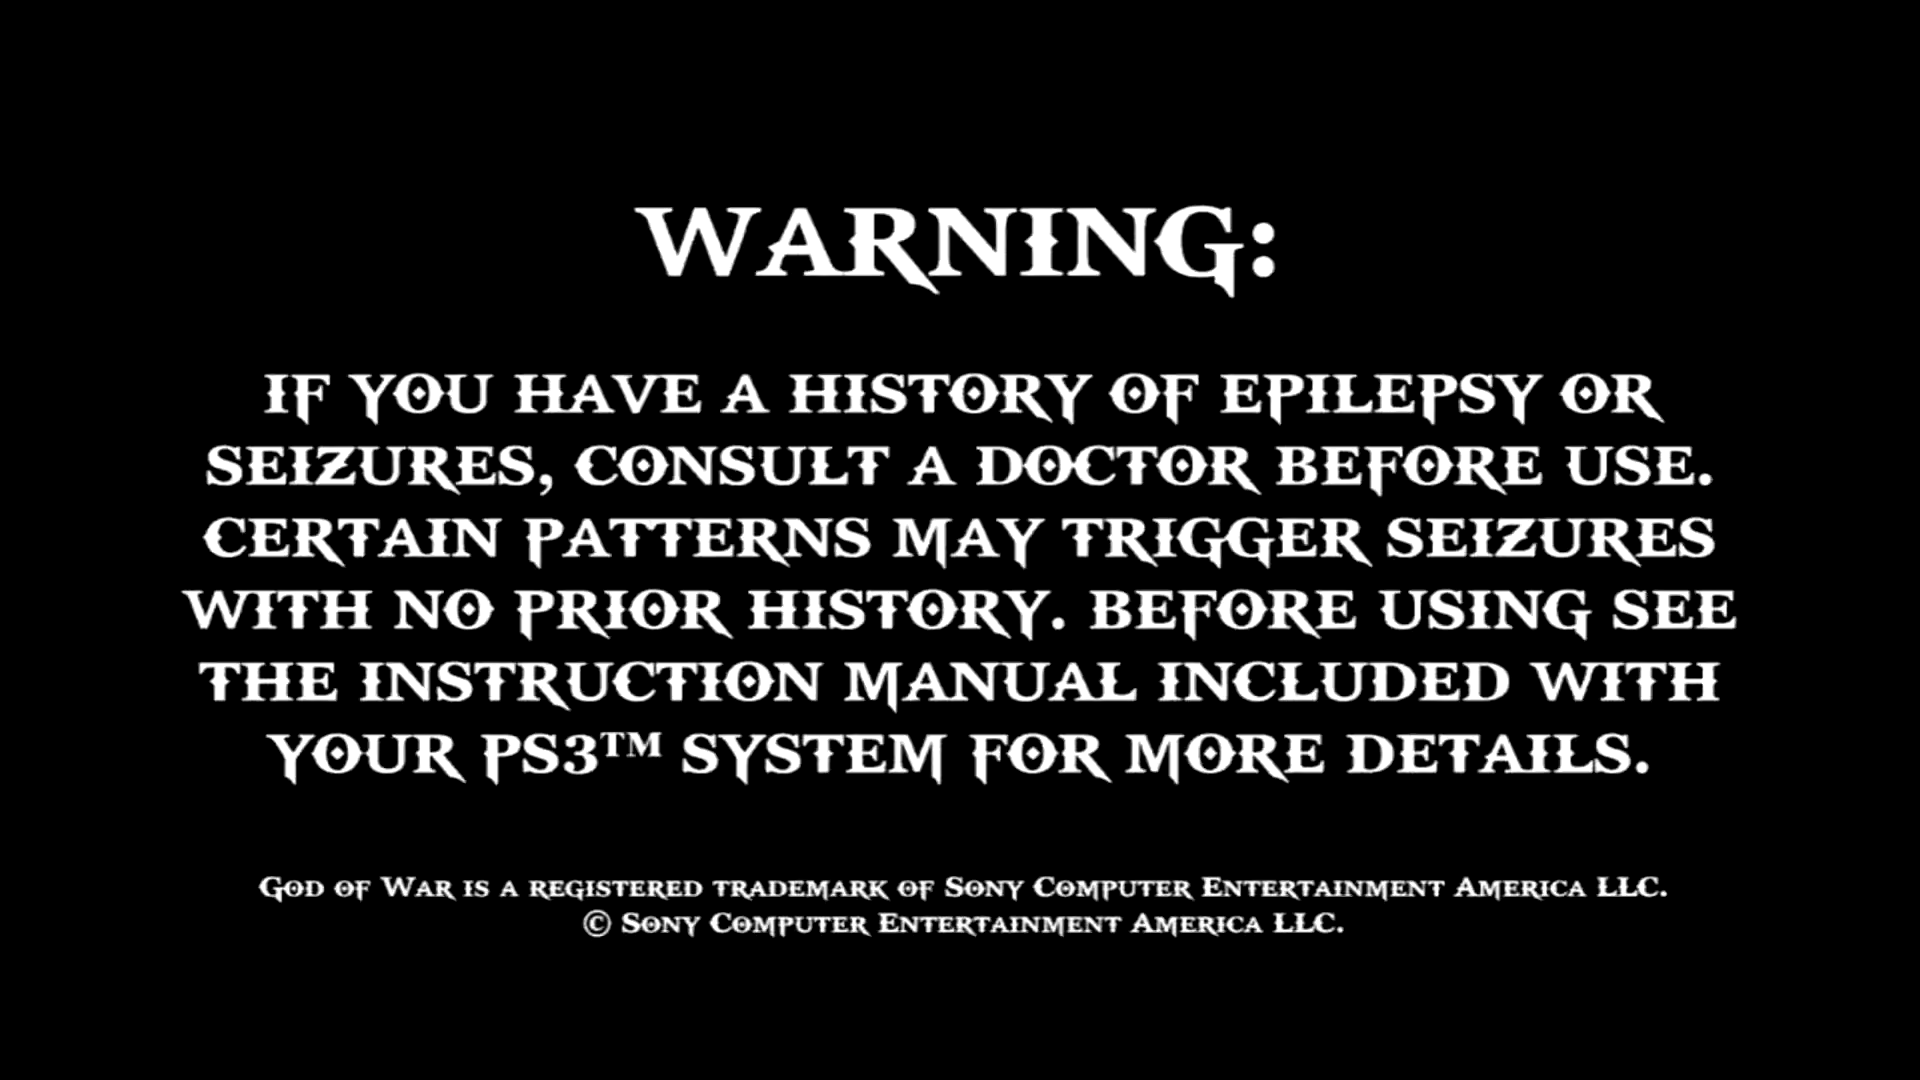 WARNING:
IF YOU HAVE A HISTORY OF EPILEPSY OR
SEIZURES, CONSULT A DOCTOR BEFORE USE.
CERTAIN PATTERNS MAY TRIGGER SEIZURES
WITH NO PRIOR HISTORY. BEFORE USING SEE
THE INSTRUCTION MANUAL INCLUDED WITH
YOUR PS3™ SYSTEM FOR MORE DETAILS.
God of War is a registered trademark of Sony Computer Entertainment America LLC.
© Sony Computer Entertainment America LLC.